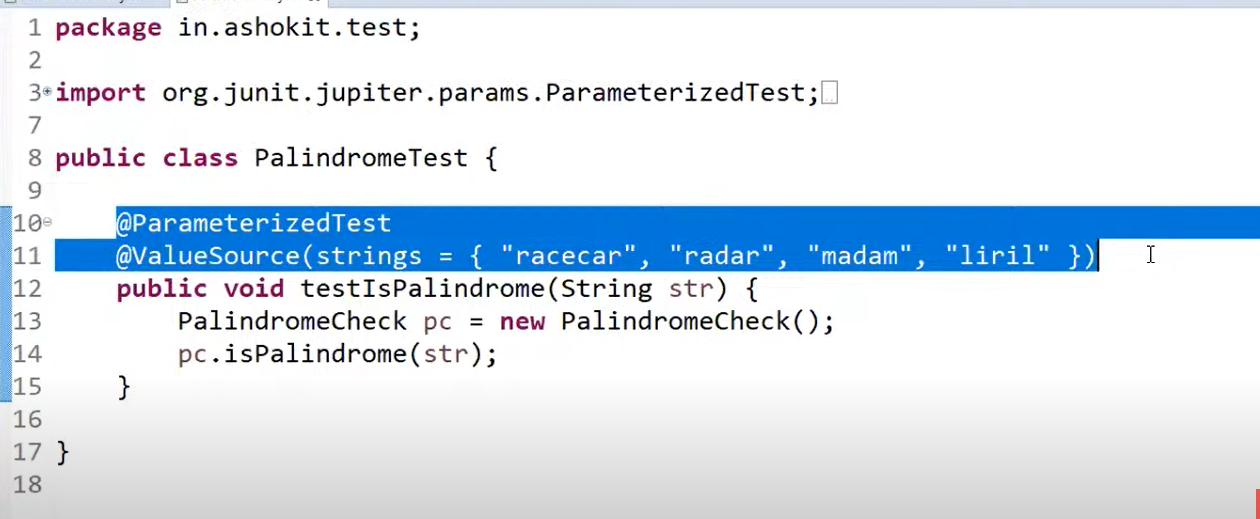 1 package in.ashokit.test;
2
3 import org.junit.jupiter.params.ParameterizedTest;
7
8 public class PalindromeTest {
9
10 @ParameterizedTest
11 @ValueSource(strings = { "racecar", "radar", "madam", "liril" })
12 public void testIsPalindrome(String str) {
13 PalindromeCheck pc = new PalindromeCheck();
14 pc.isPalindrome(str);
15 }
16
17 }
18